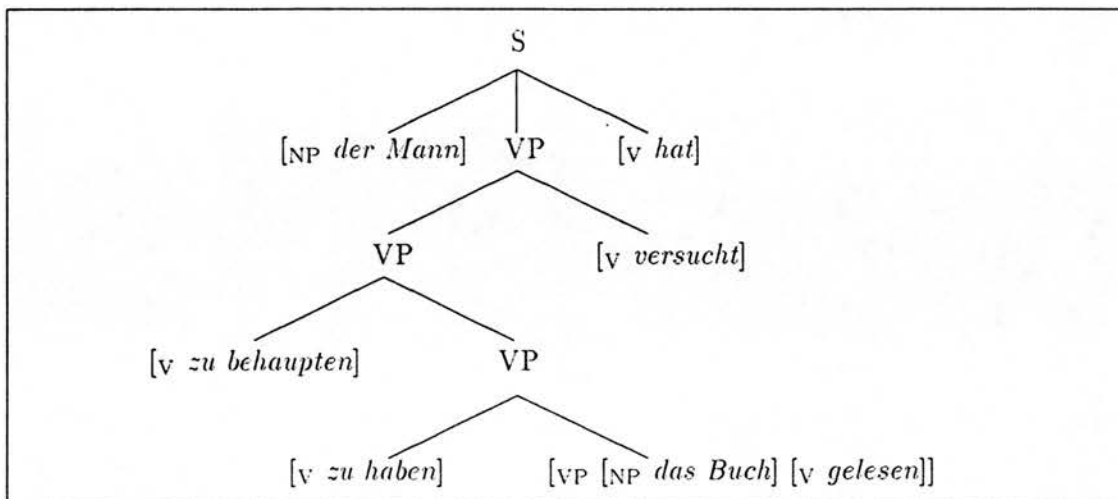 S
[NP der Mann] VP [V hat]
VP [V versucht]
[V zu behaupten] VP
[V zu haben] [VP [NP das Buch] [V gelesen]]